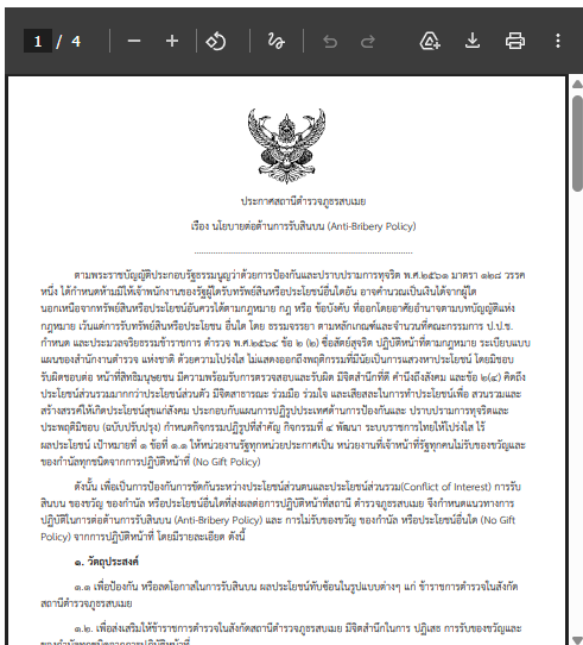 1 / 4
ประกาศสถานีตำรวจภูธรสบเมย
เรื่อง นโยบายต่อต้านการรับสินบน (Anti-Bribery Policy)
ตามพระราชบัญญัติประกอบรัฐธรรมนูญว่าด้วยการป้องกันและปราบปรามการทุจริต พ.ศ.๒๕๖๑ มาตรา ๑๒๘ วรรค
หนึ่ง ได้กำหนดห้ามมิให้เจ้าพนักงานของรัฐผู้ใดรับทรัพย์สินหรือประโยชน์อื่นใดอัน อาจคำนวณเป็นเงินได้จากผู้ใด
นอกเหนือจากทรัพย์สินหรือประโยชน์อันควรได้ตามกฎหมาย กฎ หรือ ข้อบังคับ ที่ออกโดยอาศัยอำนาจตามบทบัญญัติแห่ง
กฎหมาย เว้นแต่การรับทรัพย์สินหรือประโยชน อื่นใด โดย ธรรมจรรยา ตามหลักเกณฑ์และจำนวนที่คณะกรรมการ ป.ป.ช.
กำหนด และประมวลจริยธรรมข้าราชการ ตำรวจ พ.ศ.๒๕๖๔ ข้อ ๒ (๒) ซื่อสัตย์สุจริต ปฏิบัติหน้าที่ตามกฎหมาย ระเบียบแบบ
แผนของสำนักงานตำรวจ แห่งชาติ ด้วยความโปร่งใส ไม่แสดงออกถึงพฤติกรรมที่มีนัยเป็นการแสวงหาประโยชน์ โดยมิชอบ
รับผิดชอบต่อ หน้าที่สิทธิมนุษยชน มีความพร้อมรับการตรวจสอบและรับผิด มีจิตสำนึกที่ดี คำนึงถึงสังคม และข้อ ๒(๔) คิดถึง
ประโยชน์ส่วนรวมมากกว่าประโยชน์ส่วนตัว มีจิตสาธารณะ ร่วมมือ ร่วมใจ และเสียสละในการทำประโยชน์เพื่อ สวนรวมและ
สร้างสรรค์ให้เกิดประโยชน์สุขแก่สังคม ประกอบกับแผนการปฏิรูปประเทศด้านการป้องกันและ ปราบปรามการทุจริตและ
ประพฤติมิชอบ (ฉบับปรับปรุง) กำหนดกิจกรรมปฏิรูปที่สำคัญ กิจกรรมที่ ๔ พัฒนา ระบบราชการไทยให้โปร่งใส ไร้
ผลประโยชน์ เป้าหมายที่ ๑ ข้อที่ ๑.๑ ให้หน่วยงานรัฐทุกหน่วยประกาศเป็น หน่วยงานที่เจ้าหน้าที่รัฐทุกคนไม่รับของขวัญและ
ของกำนัลทุกชนิดจากการปฏิบัติหน้าที่ (No Gift Policy)
ดังนั้น เพื่อเป็นการป้องกันการขัดกันระหว่างประโยชน์ส่วนตนและประโยชน์ส่วนรวม(Conflict of Interest) การรับ
สินบน ของขวัญ ของกำนัล หรือประโยชน์อื่นใดที่ส่งผลต่อการปฏิบัติหน้าที่สถานี ตำรวจภูธรสบเมย จึงกำหนดแนวทางการ
ปฏิบัติในการต่อต้านการรับสินบน (Anti-Bribery Policy) และ การไม่รับของขวัญ ของกำนัล หรือประโยชน์อื่นใด (No Gift
Policy) จากการปฏิบัติหน้าที่ โดยมีรายละเอียด ดังนี้
๑. วัตถุประสงค์
๑.๑ เพื่อป้องกัน หรือลดโอกาสในการรับสินบน ผลประโยชน์ทับซ้อนในรูปแบบต่างๆ แก่ ข้าราชการตำรวจในสังกัด
สถานีตำรวจภูธรสบเมย
๑.๒. เพื่อส่งเสริมให้ข้าราชการตำรวจในสังกัดสถานีตำรวจภูธรสบเมย มีจิตสำนึกในการ ปฏิเสธ การรับของขวัญและ
ของกำนัลทุกชนิดจากการปฏิบัติหน้าที่